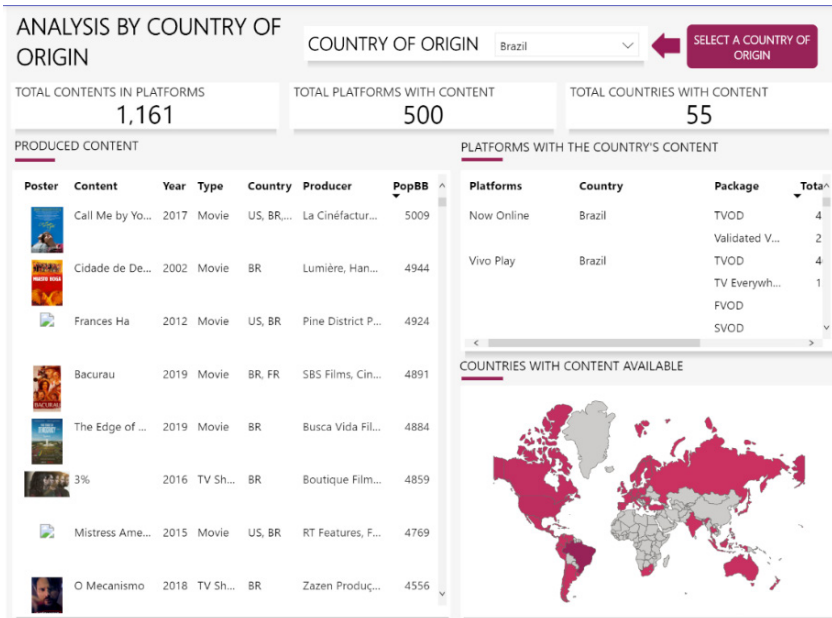 ANALYSIS BY COUNTRY OF
ORIGIN
COUNTRY OF ORIGIN Brazil
SELECT A COUNTRY OF
ORIGIN
TOTAL CONTENTS IN PLATFORMS
1,161
TOTAL PLATFORMS WITH CONTENT
500
TOTAL COUNTRIES WITH CONTENT
55
PRODUCED CONTENT
Poster Content Year Type Country Producer PopBB
Call Me by Yo... 2017 Movie US, BR,... La Cinéfactur... 5009
Cidade de De... 2002 Movie BR Lumière, Han... 4944
Frances Ha 2012 Movie US, BR Pine District P... 4924
Bacurau 2019 Movie BR, FR SBS Films, Cin... 4891
BACURAU
The Edge of ... 2019 Movie BR Busca Vida Fil... 4884
3% 2016 TV Sh... BR Boutique Film... 4859
Mistress Ame... 2015 Movie US, BR RT Features, F... 4769
O Mecanismo 2018 TV Sh... BR Zazen Produç... 4556
PLATFORMS WITH THE COUNTRY'S CONTENT
Platforms Country Package Tota
Now Online Brazil TVOD 4
Validated V... 2
Vivo Play Brazil TVOD 4
TV Everywh... 1
FVOD
SVOD
COUNTRIES WITH CONTENT AVAILABLE